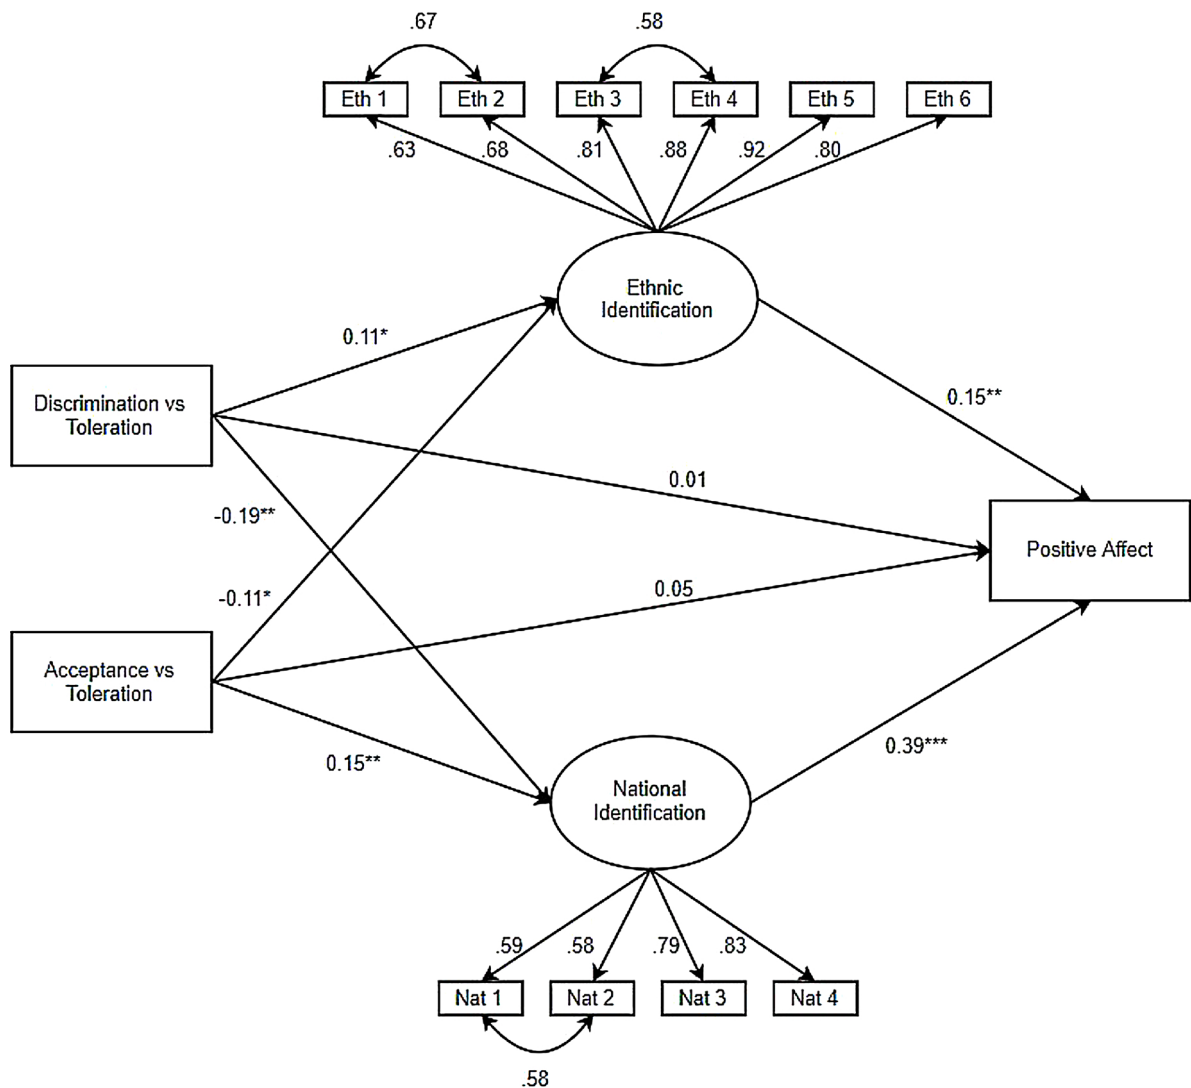 .67
.58
Eth 1
Eth 2
Eth 3
Eth 4
Eth 5
Eth 6
.63
.68
.81
.88
.92
.80
Ethnic
Identification
0.11*
Discrimination vs
Toleration
0.15**
0.01
-0.19**
Positive Affect
-0.11*
0.05
Acceptance vs
Toleration
0.15**
0.39***
National
Identification
.59
.58
.79
.83
Nat 1
Nat 2
Nat 3
Nat 4
.58